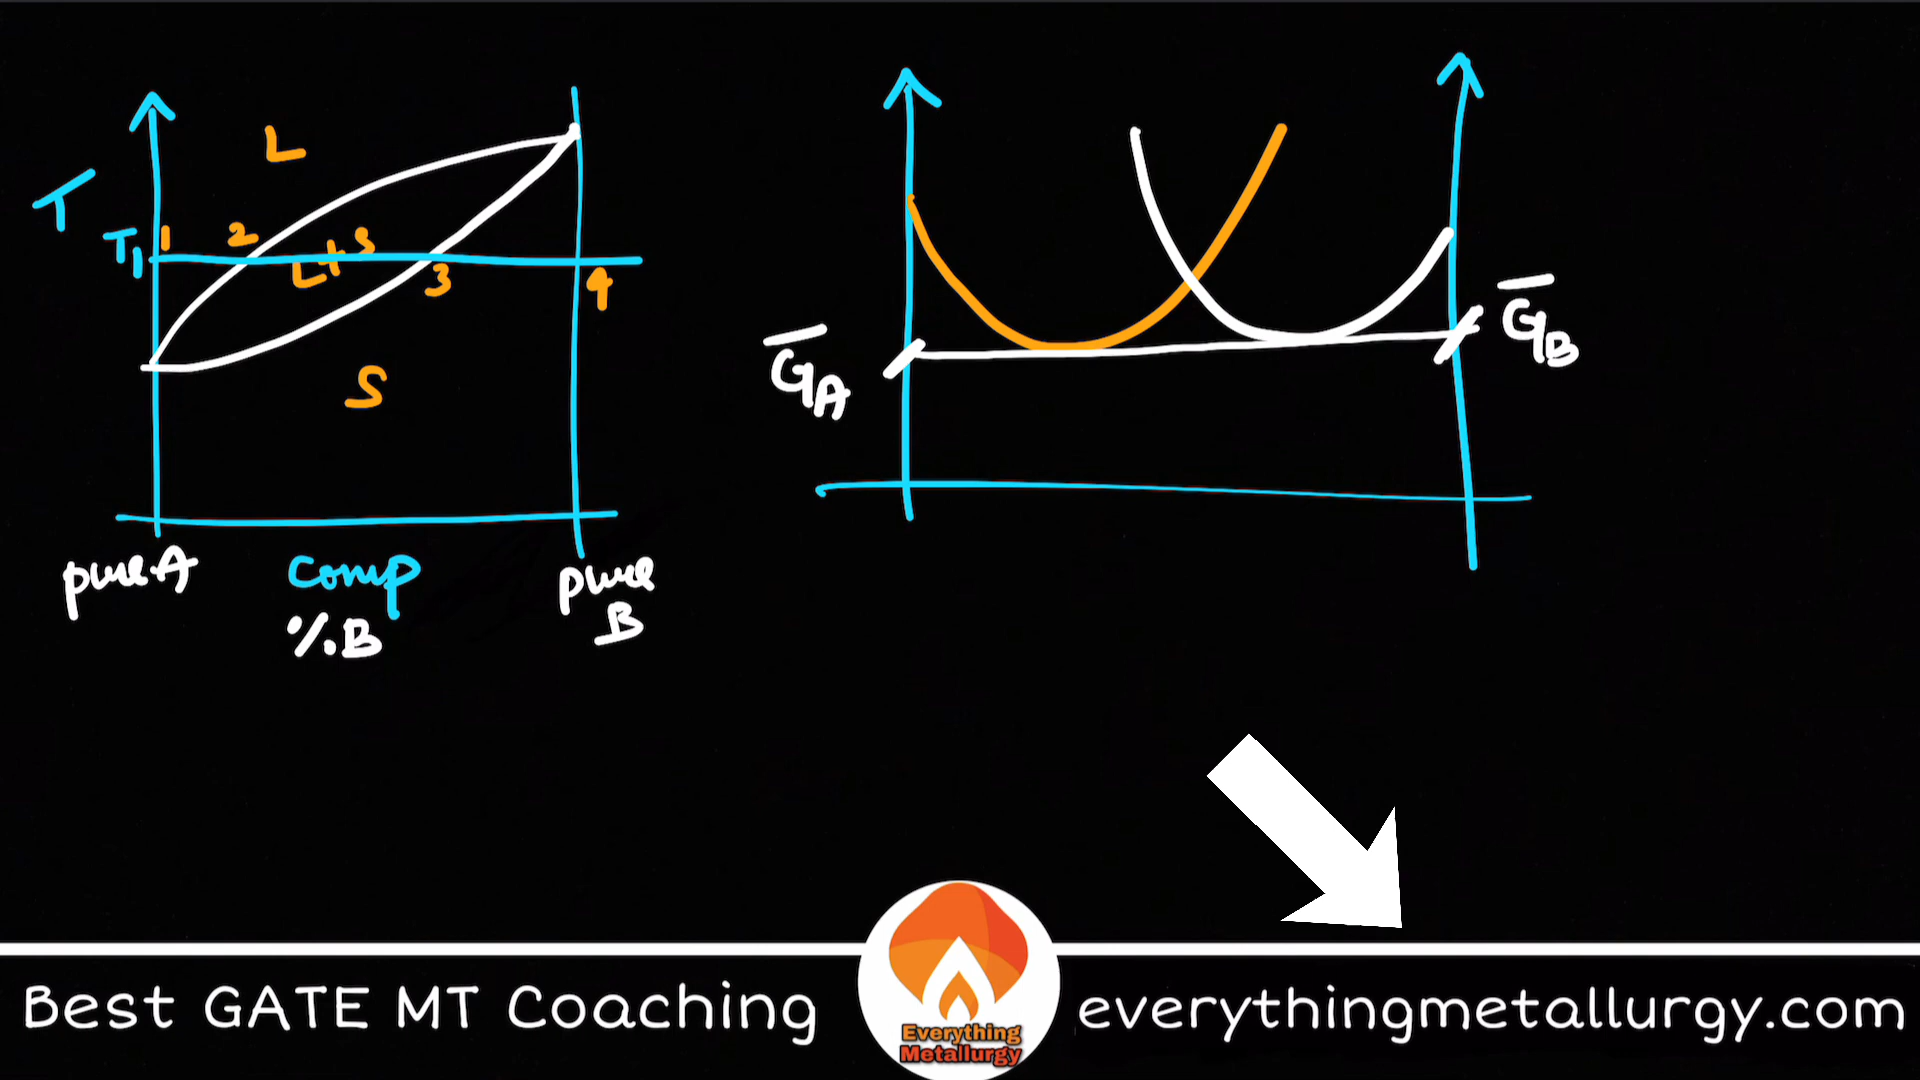 L
T
T1
1
2
L+S
3
4
S
pure A
Comp
pure
B
%B
G̅A
G̅B
Best GATE MT Coaching
Everything
Metallurgy
everythingmetallurgy.com